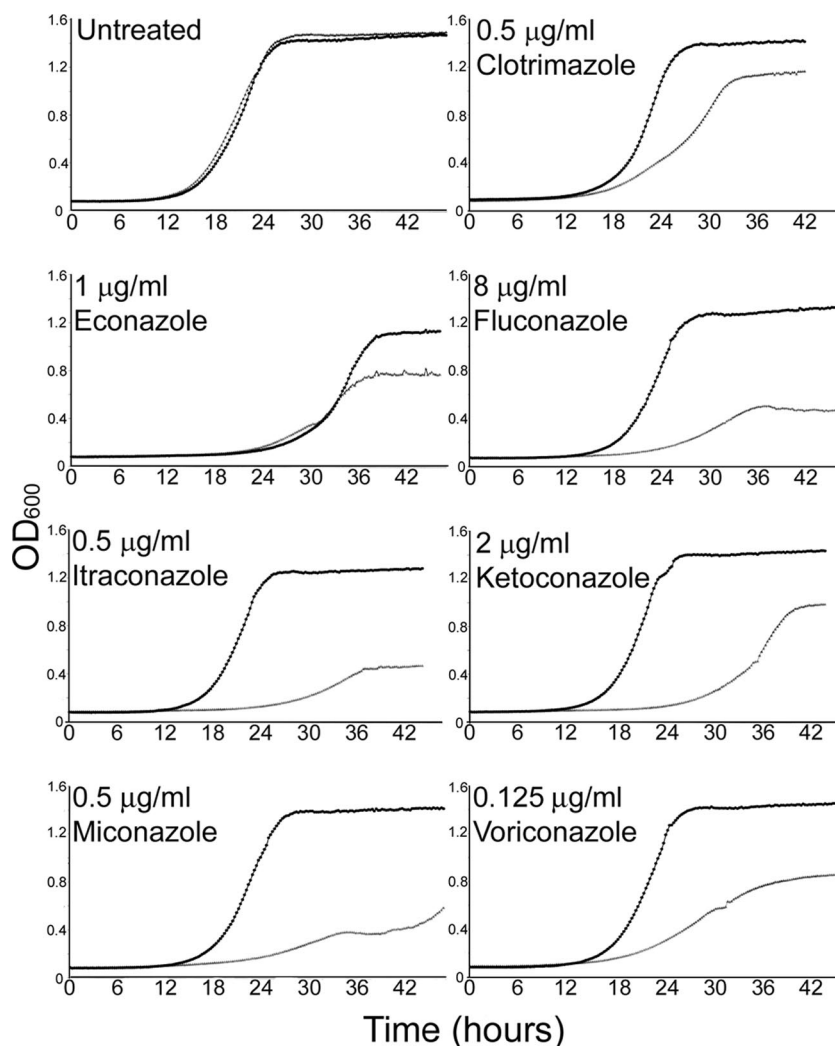 Untreated
1.6
1.2
0.8
0.4
0
0 6 12 18 24 30 36 42
0.5 μg/ml
Clotrimazole
1.6
1.2
0.8
0.4
0
0 6 12 18 24 30 36 42
1 μg/ml
Econazole
1.6
1.2
0.8
0.4
0
0 6 12 18 24 30 36 42
8 μg/ml
Fluconazole
1.6
1.2
0.8
0.4
0
0 6 12 18 24 30 36 42
OD600
0.5 μg/ml
Itraconazole
1.6
1.2
0.8
0.4
0
0 6 12 18 24 30 36 42
2 μg/ml
Ketoconazole
1.6
1.2
0.8
0.4
0
0 6 12 18 24 30 36 42
0.5 μg/ml
Miconazole
1.6
1.2
0.8
0.4
0
0 6 12 18 24 30 36 42
0.125 μg/ml
Voriconazole
1.6
1.2
0.8
0.4
0
0 6 12 18 24 30 36 42
Time (hours)